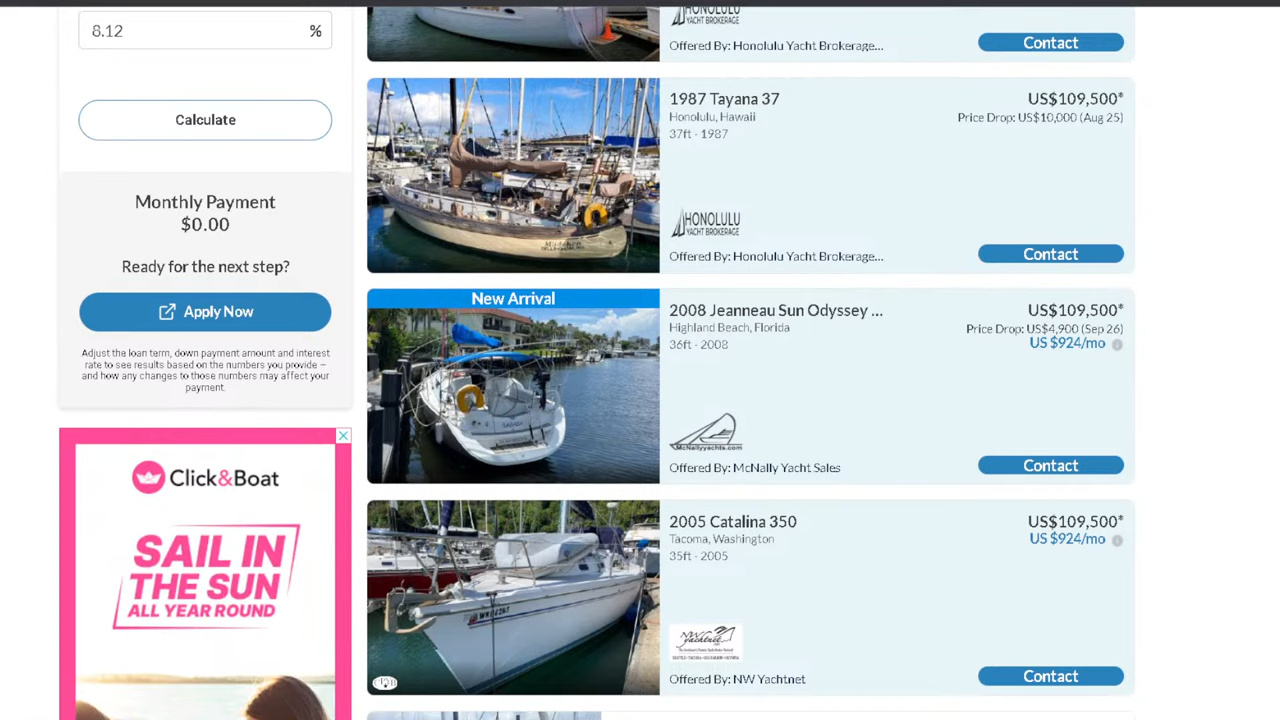 8.12
%
Calculate
Monthly Payment
$0.00
Ready for the next step?
Apply Now
Adjust the loan term, down payment amount and interest
rate to see results based on the numbers you provide –
and how any changes to those numbers may affect your
payment.
Click&Boat
SAIL IN
THE SUN
ALL YEAR ROUND
HONOLULU
YACHT BROKERAGE
Offered By: Honolulu Yacht Brokerage...
Contact
1987 Tayana 37
US$109,500*
Honolulu, Hawaii
Price Drop: US$10,000 (Aug 25)
37ft - 1987
HONOLULU
YACHT BROKERAGE
Offered By: Honolulu Yacht Brokerage...
Contact
New Arrival
2008 Jeanneau Sun Odyssey ...
US$109,500*
Highland Beach, Florida
Price Drop: US$4,900 (Sep 26)
36ft - 2008
US $924/mo
McNallyyachts.com
Offered By: McNally Yacht Sales
Contact
2005 Catalina 350
US$109,500*
Tacoma, Washington
US $924/mo
35ft - 2005
NW
yachtnet
Offered By: NW Yachtnet
Contact